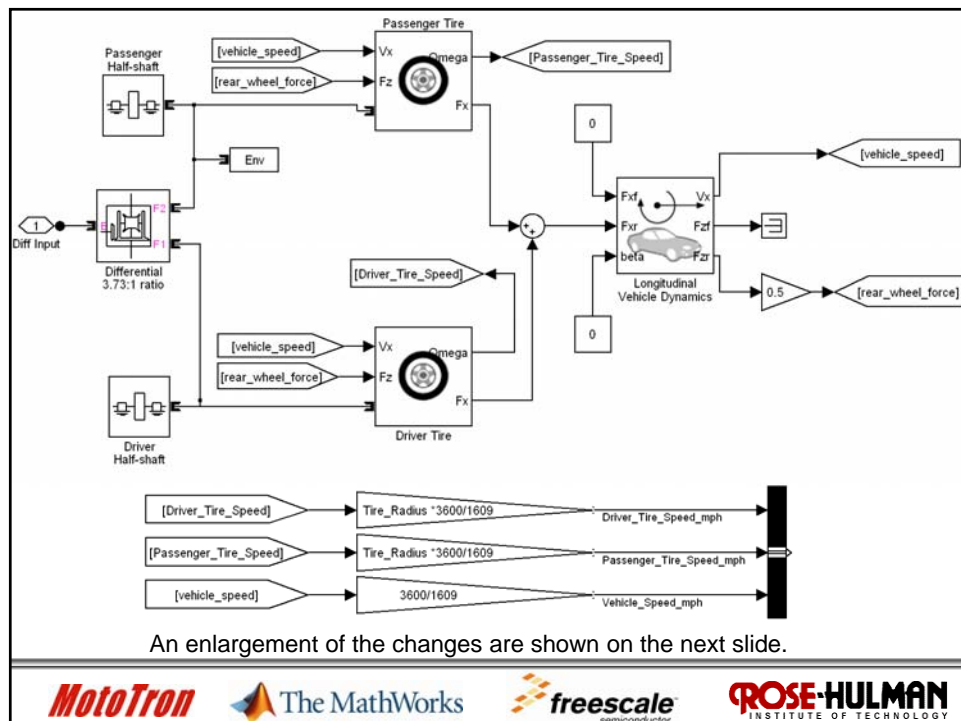 Passenger Tire
Passenger
Half-shaft
[vehicle_speed]
[rear_wheel_force]
Vx
Fz
Omega
Fx
[Passenger_Tire_Speed]
Env
0
1
Diff Input
B
F2
F1
Differential
3.73:1 ratio
+
+
Fxf
Fxr
beta
Vx
Fzf
Fzr
Longitudinal
Vehicle Dynamics
[vehicle_speed]
0.5
[rear_wheel_force]
0
[Driver_Tire_Speed]
[vehicle_speed]
[rear_wheel_force]
Vx
Fz
Omega
Fx
Driver Tire
Driver
Half-shaft
[Driver_Tire_Speed]
Tire_Radius *3600/1609
Driver_Tire_Speed_mph
[Passenger_Tire_Speed]
Tire_Radius *3600/1609
Passenger_Tire_Speed_mph
[vehicle_speed]
3600/1609
Vehicle_Speed_mph
An enlargement of the changes are shown on the next slide.
MotoTron
The MathWorks
freescale
semiconductor
ROSE-HULMAN
INSTITUTE OF TECHNOLOGY